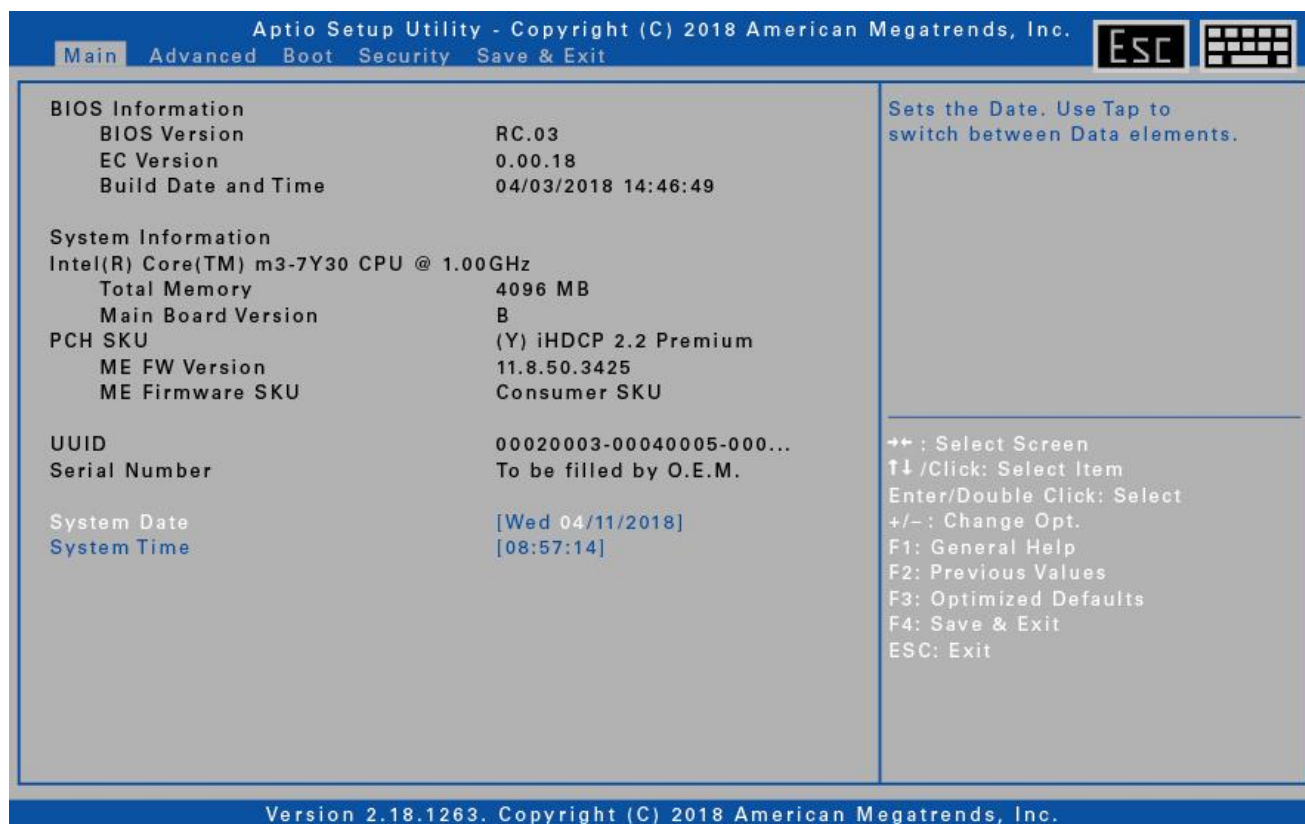 Aptio Setup Utility - Copyright (C) 2018 American Megatrends, Inc.
Esc
Main Advanced Boot Security Save & Exit
BIOS Information
BIOS Version RC.03
EC Version 0.00.18
Build Date and Time 04/03/2018 14:46:49
System Information
Intel(R) Core(TM) m3-7Y30 CPU @ 1.00GHz
Total Memory 4096 MB
Main Board Version B
PCH SKU (Y) iHDCP 2.2 Premium
ME FW Version 11.8.50.3425
ME Firmware SKU Consumer SKU
UUID 00020003-00040005-000...
Serial Number To be filled by O.E.M.
System Date [Wed 04/11/2018]
System Time [08:57:14]
Sets the Date. Use Tap to
switch between Data elements.
→← : Select Screen
↑↓ /Click: Select Item
Enter/Double Click: Select
+/– : Change Opt.
F1: General Help
F2: Previous Values
F3: Optimized Defaults
F4: Save & Exit
ESC: Exit
Version 2.18.1263. Copyright (C) 2018 American Megatrends, Inc.